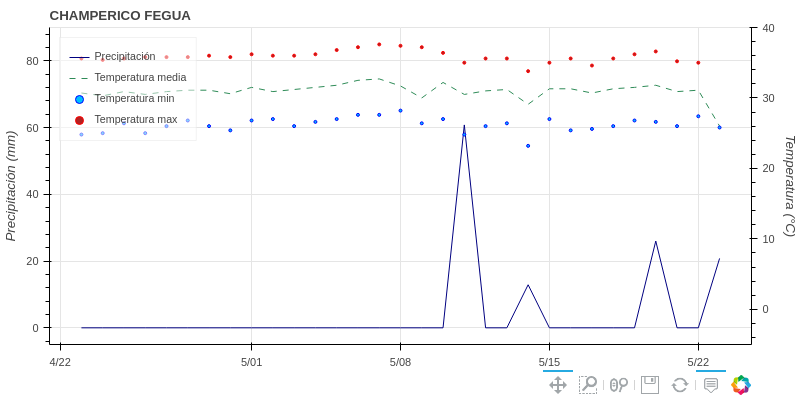 CHAMPERICO FEGUA
Precipitación
Temperatura media
Temperatura min
Temperatura max
Precipitación (mm)
80
60
40
20
0
Temperatura (°C)
40
30
20
10
0
4/22
5/01
5/08
5/15
5/22